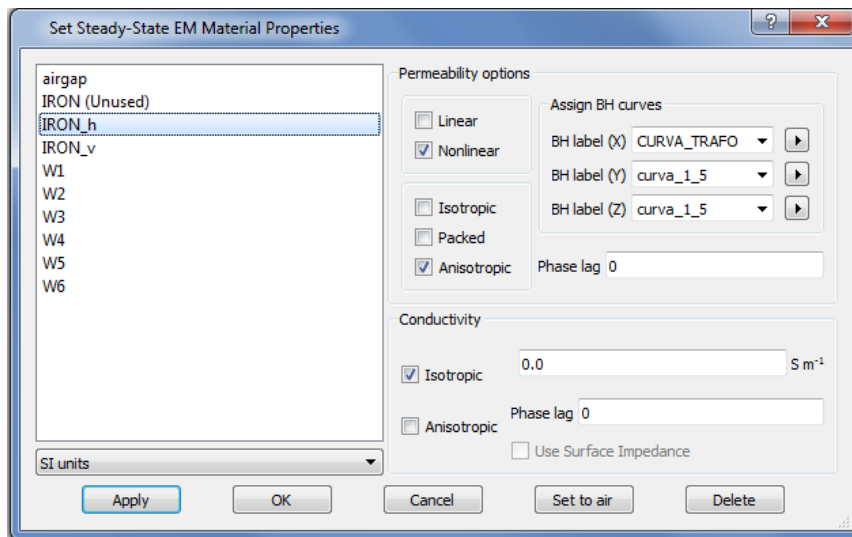 Set Steady-State EM Material Properties
?
X
airgap
IRON (Unused)
IRON_h
IRON_v
W1
W2
W3
W4
W5
W6
SI units
Permeability options
Linear
Nonlinear
Isotropic
Packed
Anisotropic
Assign BH curves
BH label (X) CURVA_TRAFO
BH label (Y) curva_1_5
BH label (Z) curva_1_5
Phase lag 0
Conductivity
Isotropic
0.0 S m⁻¹
Anisotropic
Phase lag 0
Use Surface Impedance
Apply OK Cancel Set to air Delete